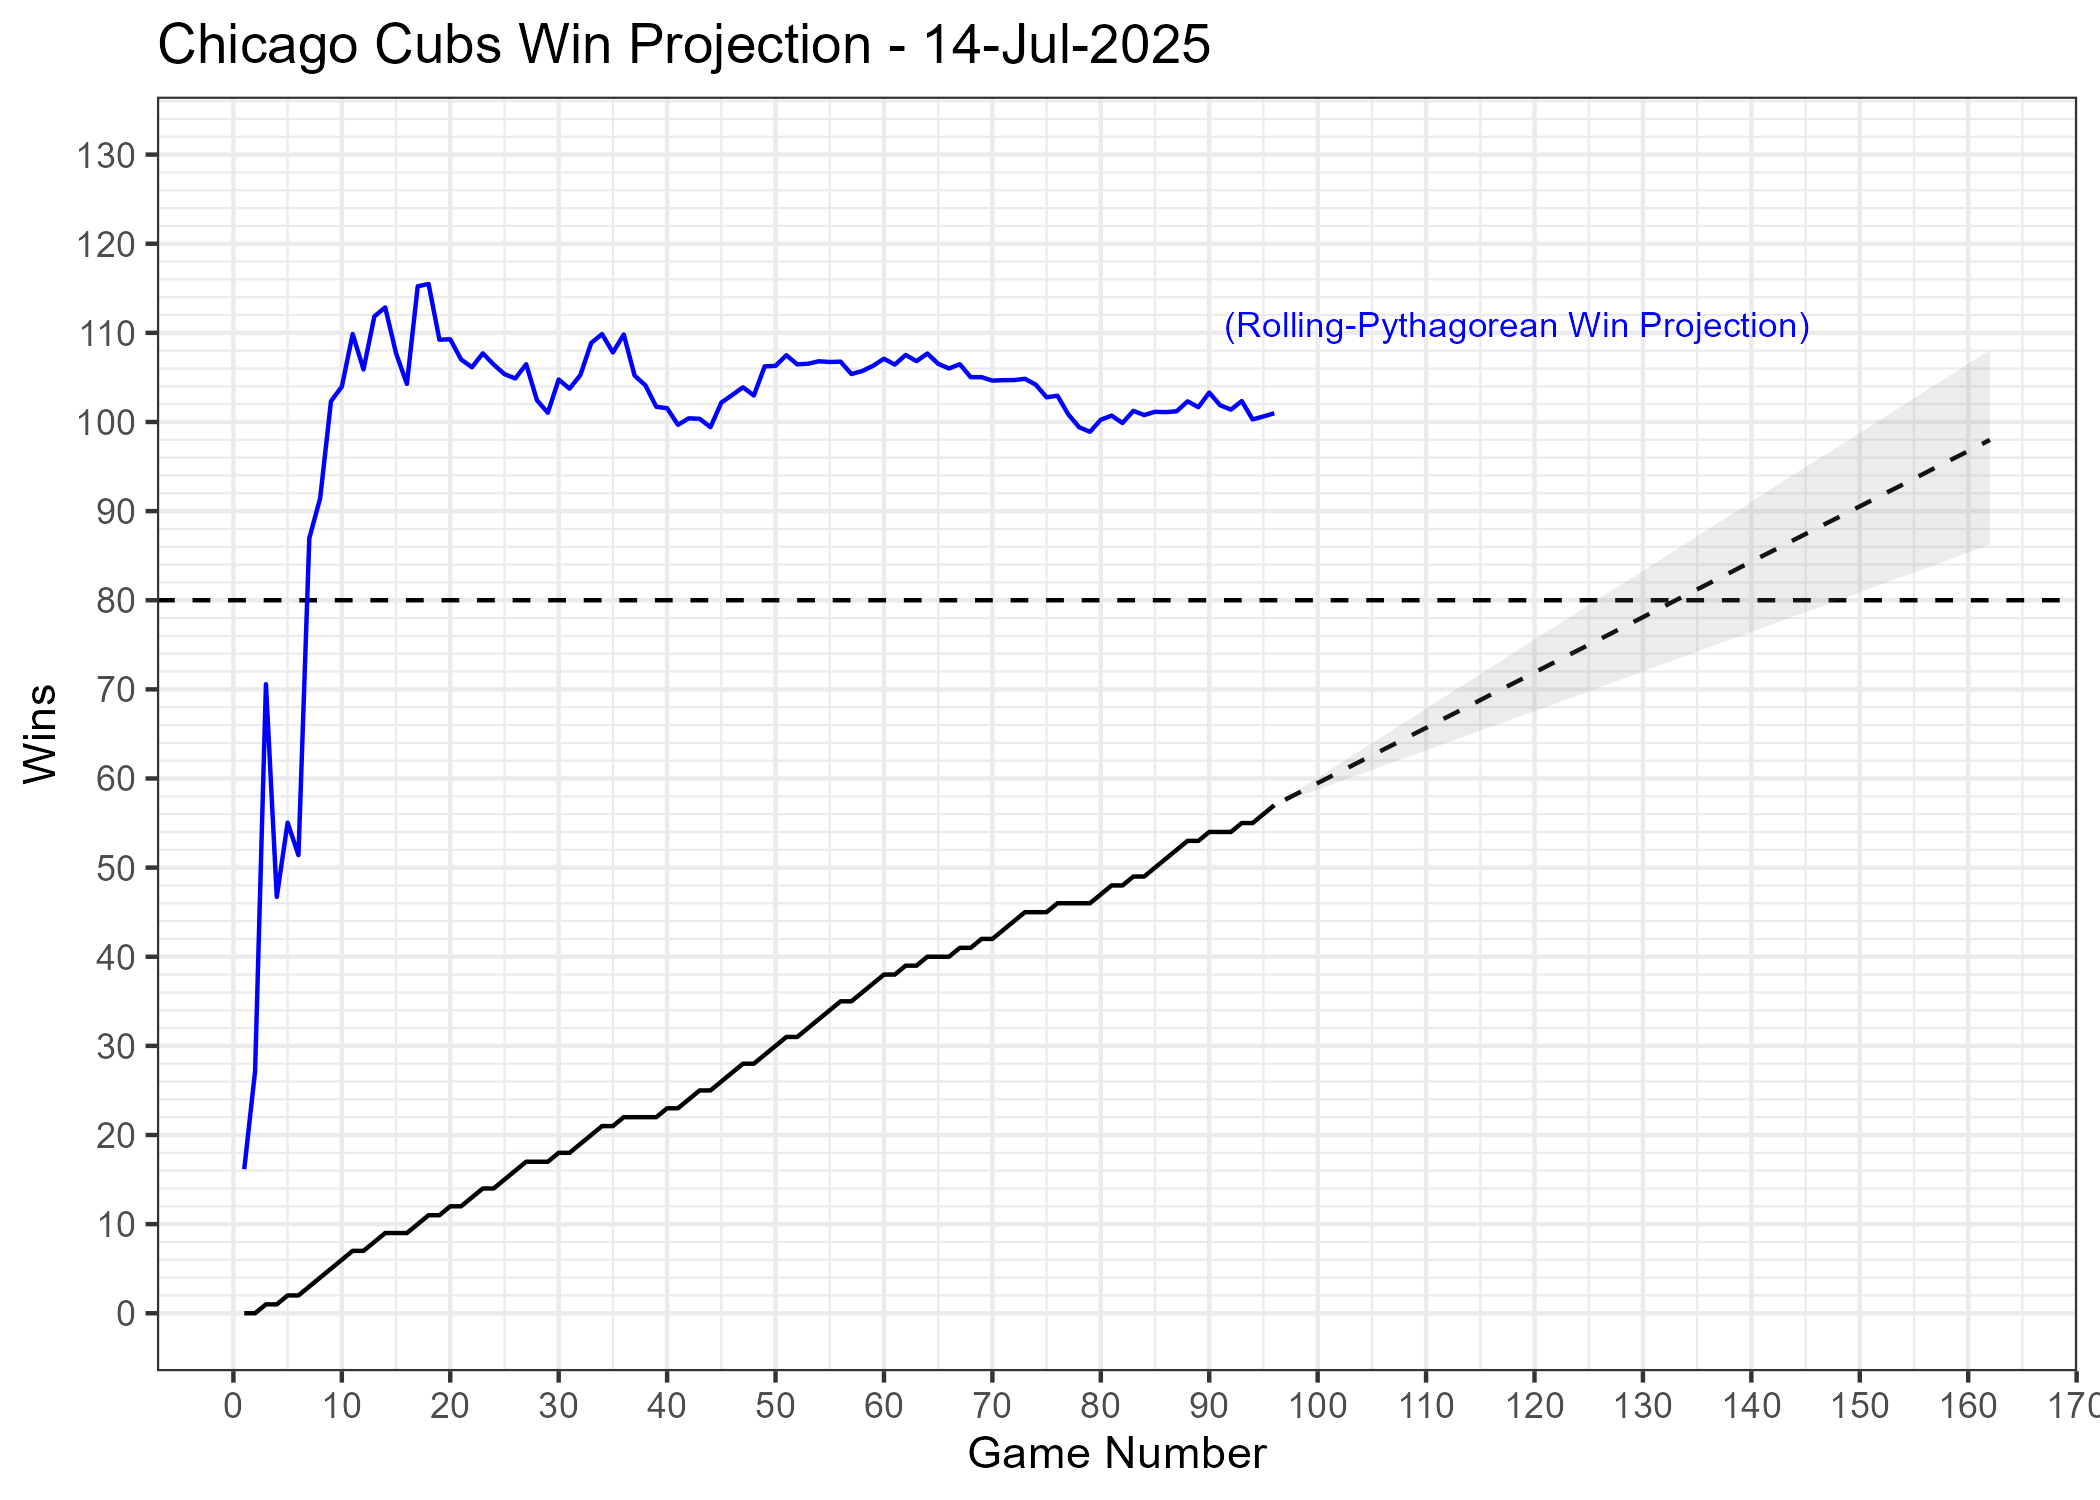 Chicago Cubs Win Projection - 14-Jul-2025
130
120
110
100
90
80
70
60
50
40
30
20
10
0
Wins
(Rolling-Pythagorean Win Projection)
0 10 20 30 40 50 60 70 80 90 100 110 120 130 140 150 160 170
Game Number